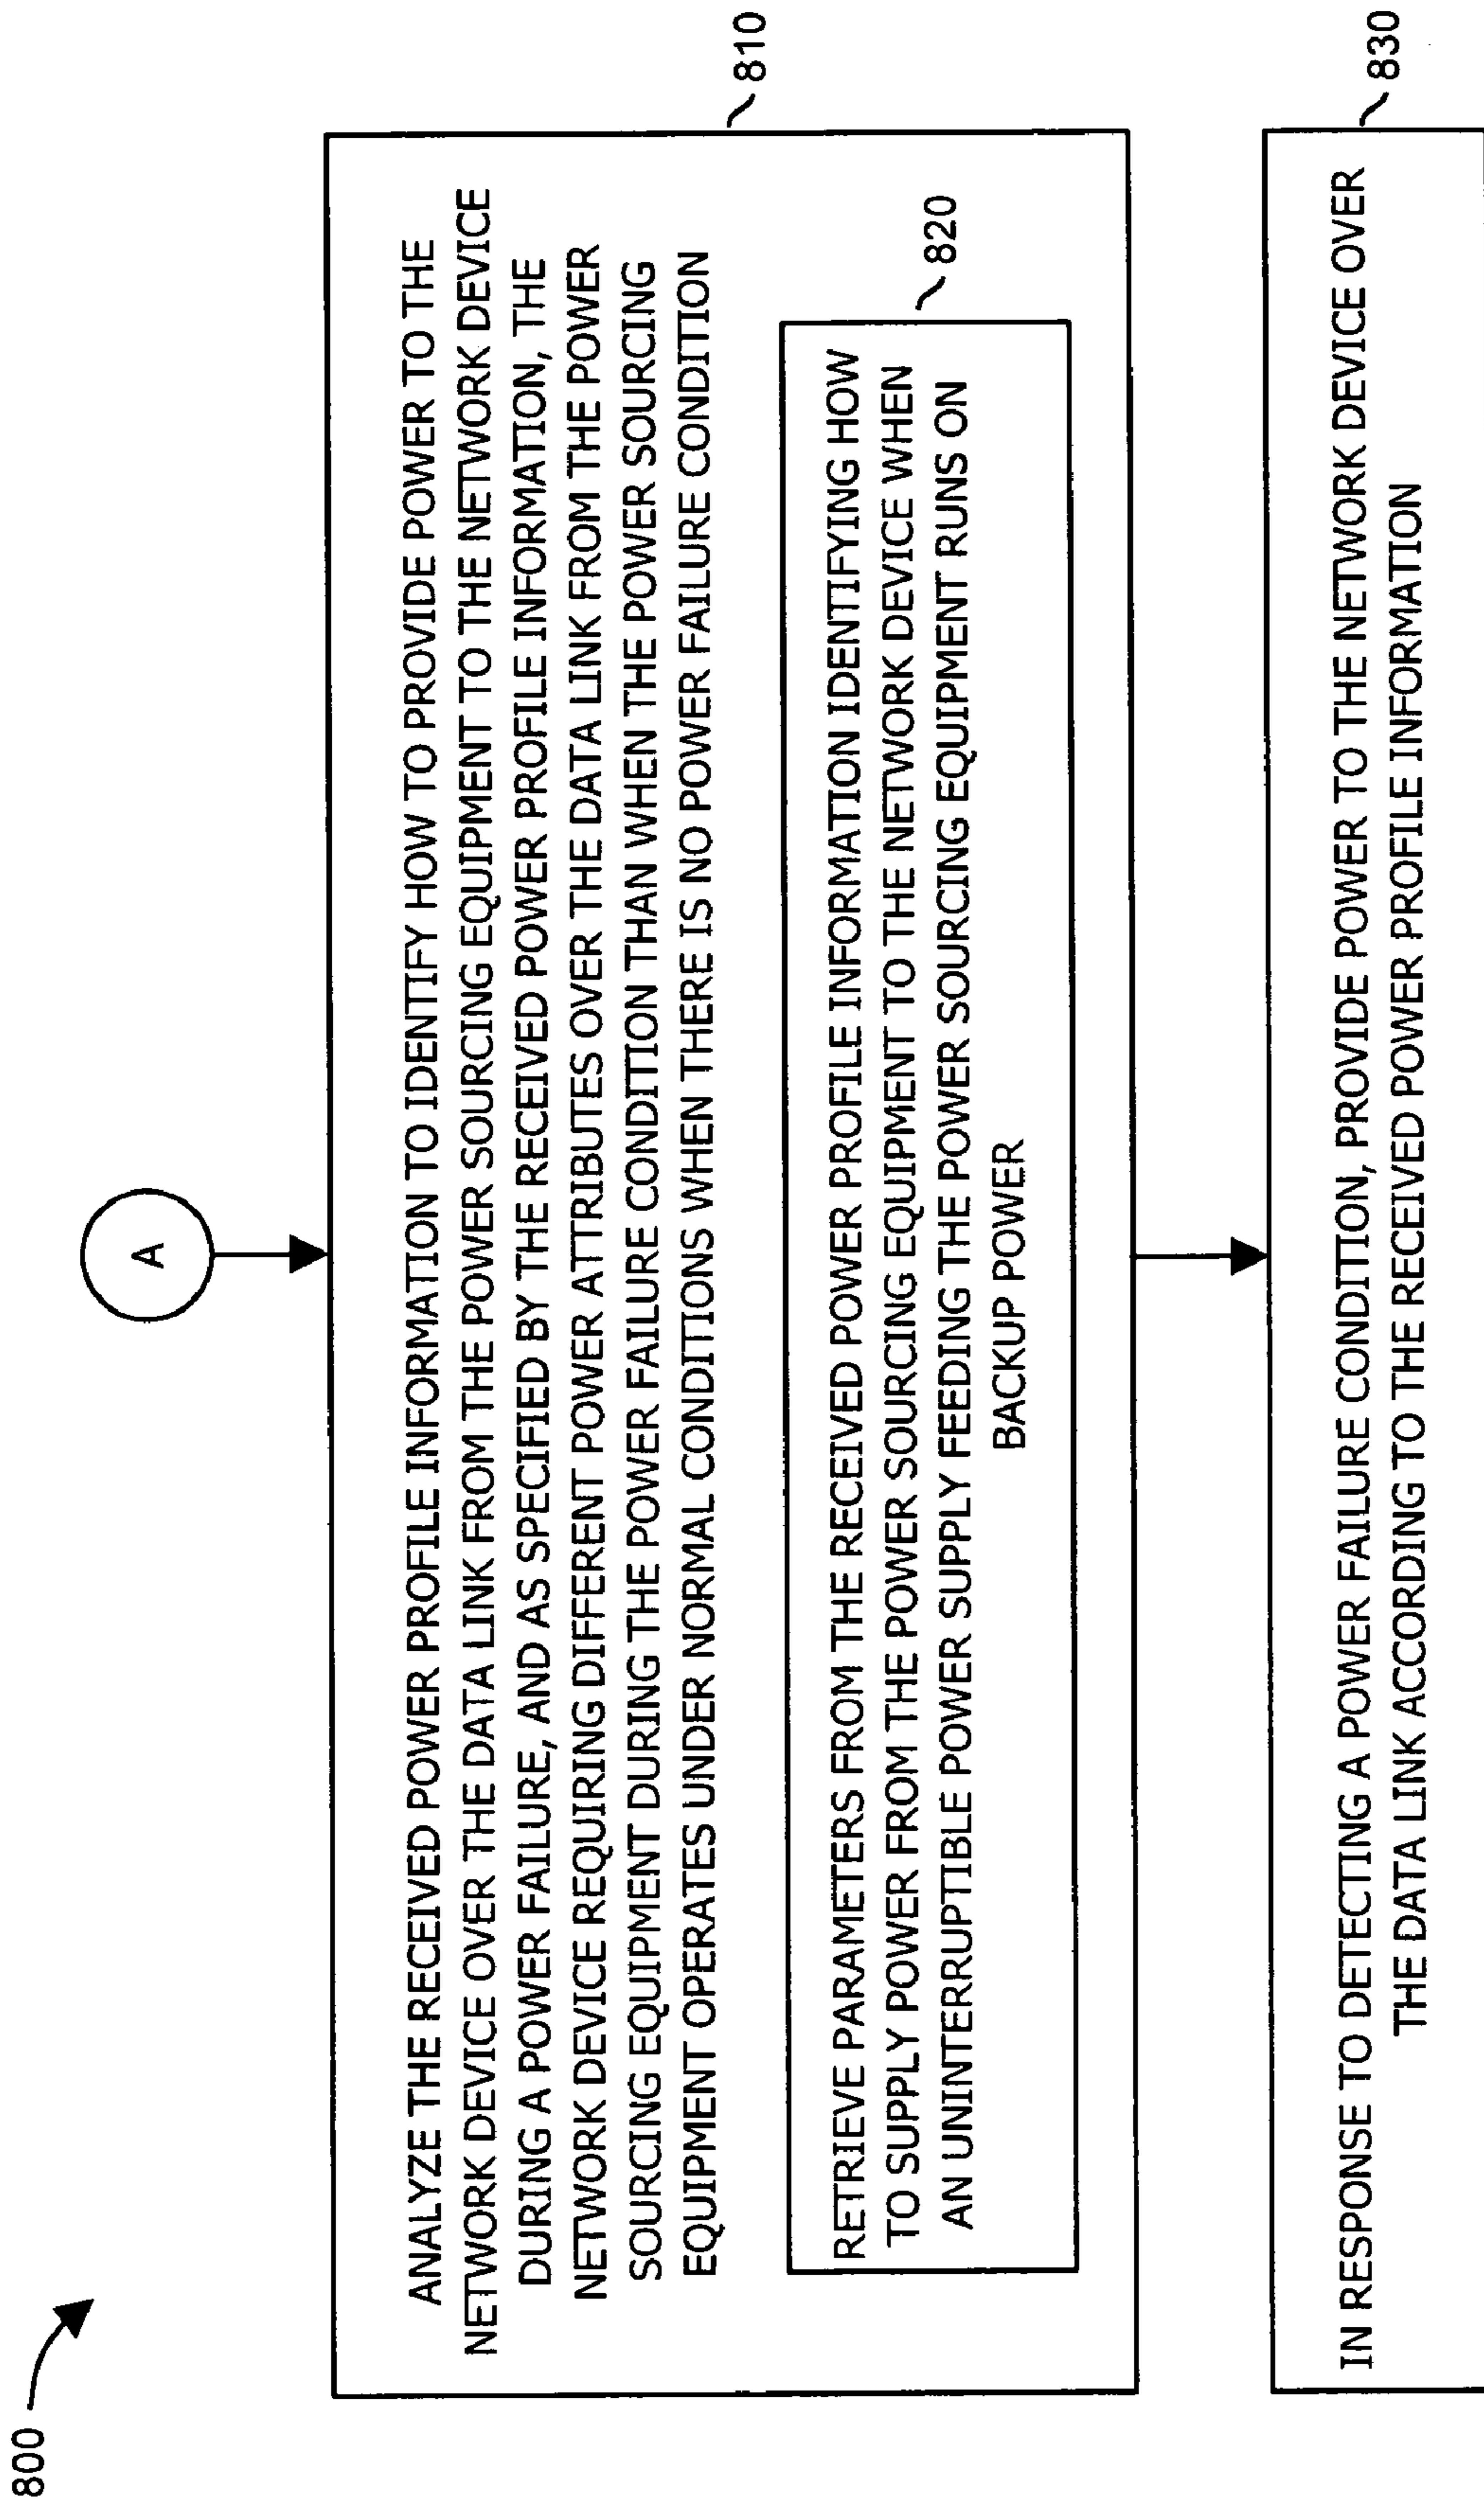 800
A
ANALYZE THE RECEIVED POWER PROFILE INFORMATION TO IDENTIFY HOW TO PROVIDE POWER TO THE
NETWORK DEVICE OVER THE DATA LINK FROM THE POWER SOURCING EQUIPMENT TO THE NETWORK DEVICE
DURING A POWER FAILURE, AND AS SPECIFIED BY THE RECEIVED POWER PROFILE INFORMATION, THE
NETWORK DEVICE REQUIRING DIFFERENT POWER ATTRIBUTES OVER THE DATA LINK FROM THE POWER
SOURCING EQUIPMENT DURING THE POWER FAILURE CONDITION THAN WHEN THE POWER SOURCING
EQUIPMENT OPERATES UNDER NORMAL CONDITIONS WHEN THERE IS NO POWER FAILURE CONDITION
810
RETRIEVE PARAMETERS FROM THE RECEIVED POWER PROFILE INFORMATION IDENTIFYING HOW
TO SUPPLY POWER FROM THE POWER SOURCING EQUIPMENT TO THE NETWORK DEVICE WHEN
AN UNINTERRUPTIBLE POWER SUPPLY FEEDING THE POWER SOURCING EQUIPMENT RUNS ON
BACKUP POWER
820
IN RESPONSE TO DETECTING A POWER FAILURE CONDITION, PROVIDE POWER TO THE NETWORK DEVICE OVER
THE DATA LINK ACCORDING TO THE RECEIVED POWER PROFILE INFORMATION
830